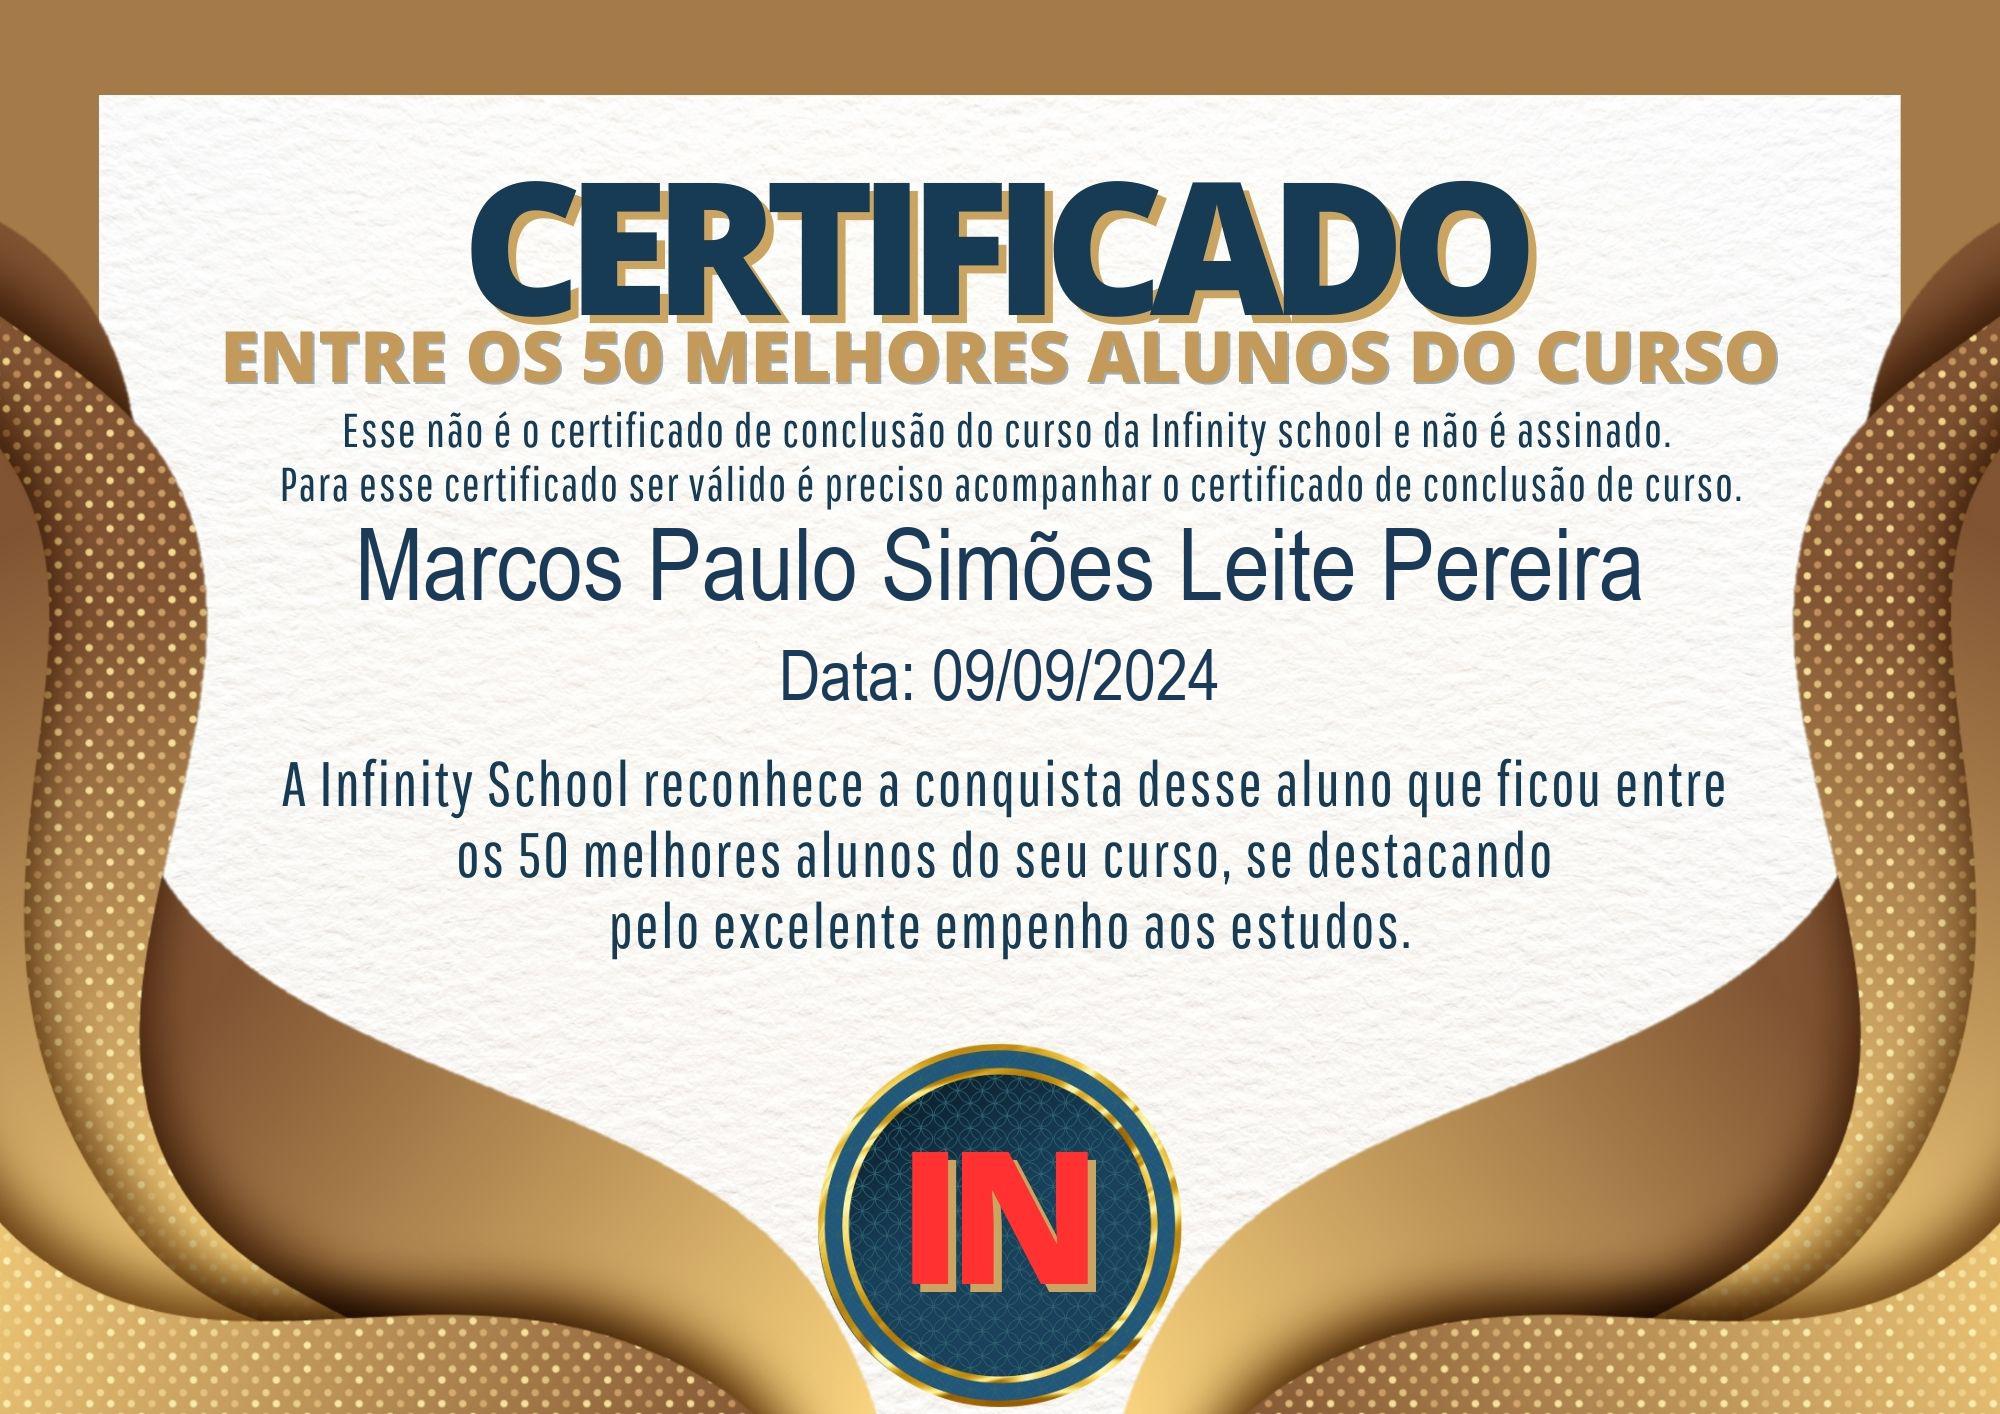 CERTIFICADO
ENTRE OS 50 MELHORES ALUNOS DO CURSO
Esse não é o certificado de conclusão do curso da Infinity school e não é assinado.
Para esse certificado ser válido é preciso acompanhar o certificado de conclusão de curso.
Marcos Paulo Simões Leite Pereira
Data: 09/09/2024
A Infinity School reconhece a conquista desse aluno que ficou entre
os 50 melhores alunos do seu curso, se destacando
pelo excelente empenho aos estudos.
IN